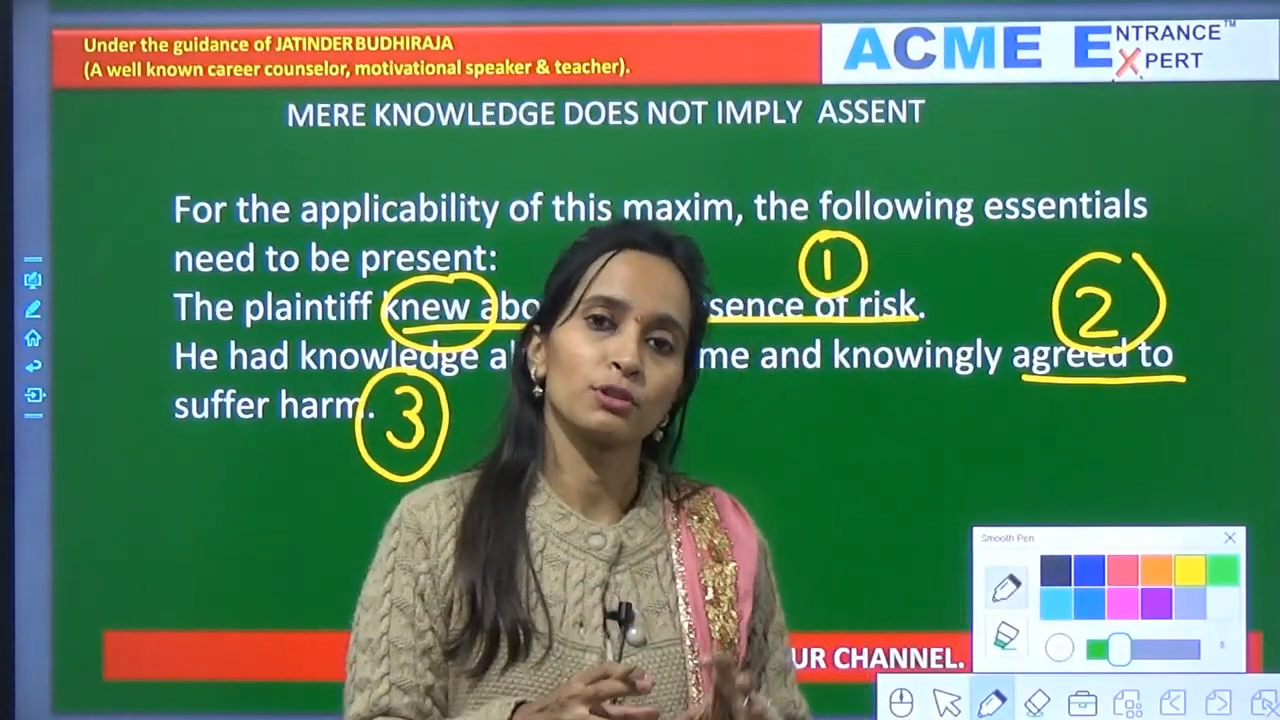 Under the guidance of JATINDER BUDHIRAJA
(A well known career counselor, motivational speaker & teacher).
ACME ENTRANCE™
EXPERT
MERE KNOWLEDGE DOES NOT IMPLY ASSENT
For the applicability of this maxim, the following essentials
need to be present:
1
The plaintiff knew sence of risk.
2
He had knowledge me and knowingly agreed to
suffer harm.
3
Smooth Pen
8
UR CHANNEL.